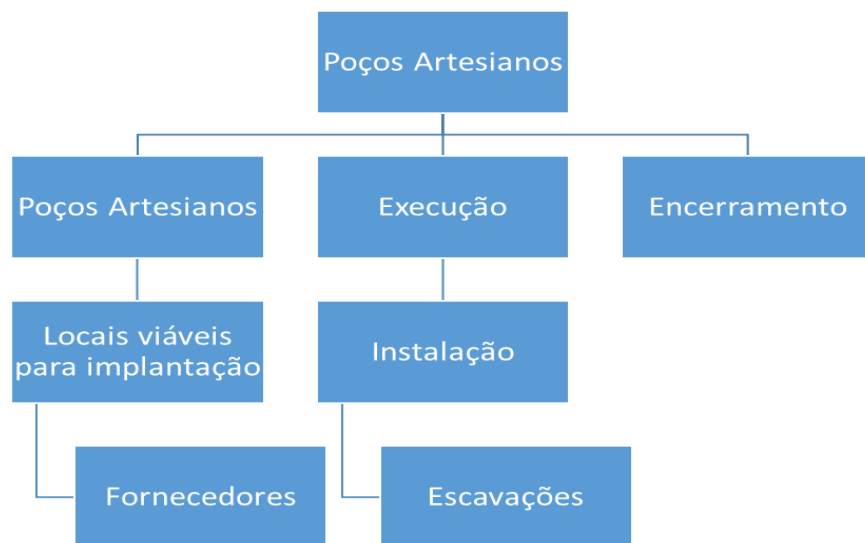 Poços Artesianos
Poços Artesianos
Execução
Encerramento
Locais viáveis
para implantação
Instalação
Fornecedores
Escavações